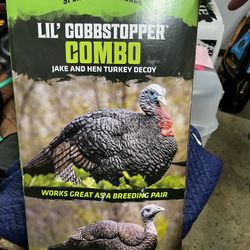 LIL' GOBBSTOPPER
COMBO
JAKE AND HEN TURKEY DECOY
WORKS GREAT AS A BREEDING PAIR